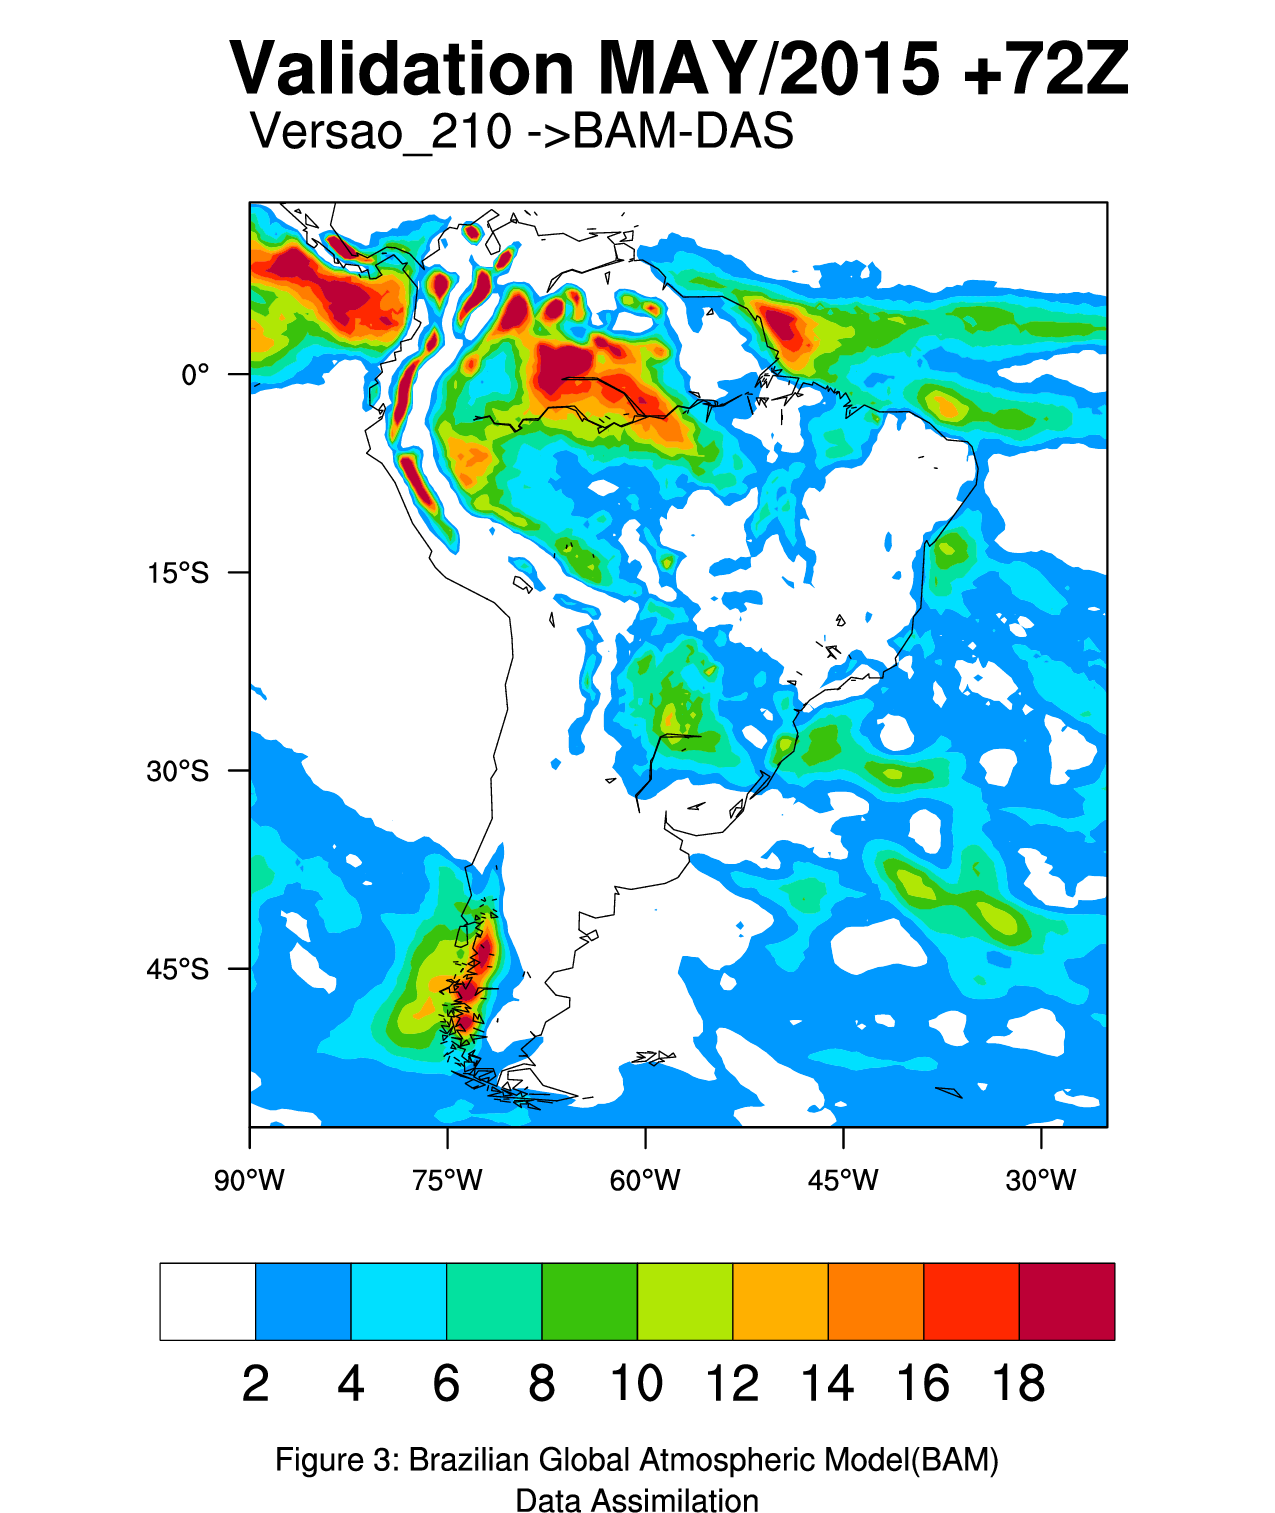 Validation MAY/2015 +72Z
Versao_210 ->BAM-DAS
0°
15°S
30°S
45°S
90°W 75°W 60°W 45°W 30°W
2 4 6 8 10 12 14 16 18
Figure 3: Brazilian Global Atmospheric Model(BAM)
Data Assimilation